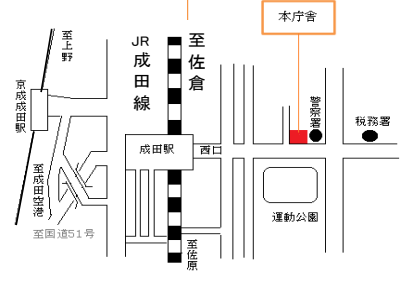 本庁舎
至上野
JR成田線
至佐倉
京成成田駅
警察署
税務署
成田駅
西口
至成田空港
運動公園
至国道51号
至佐原